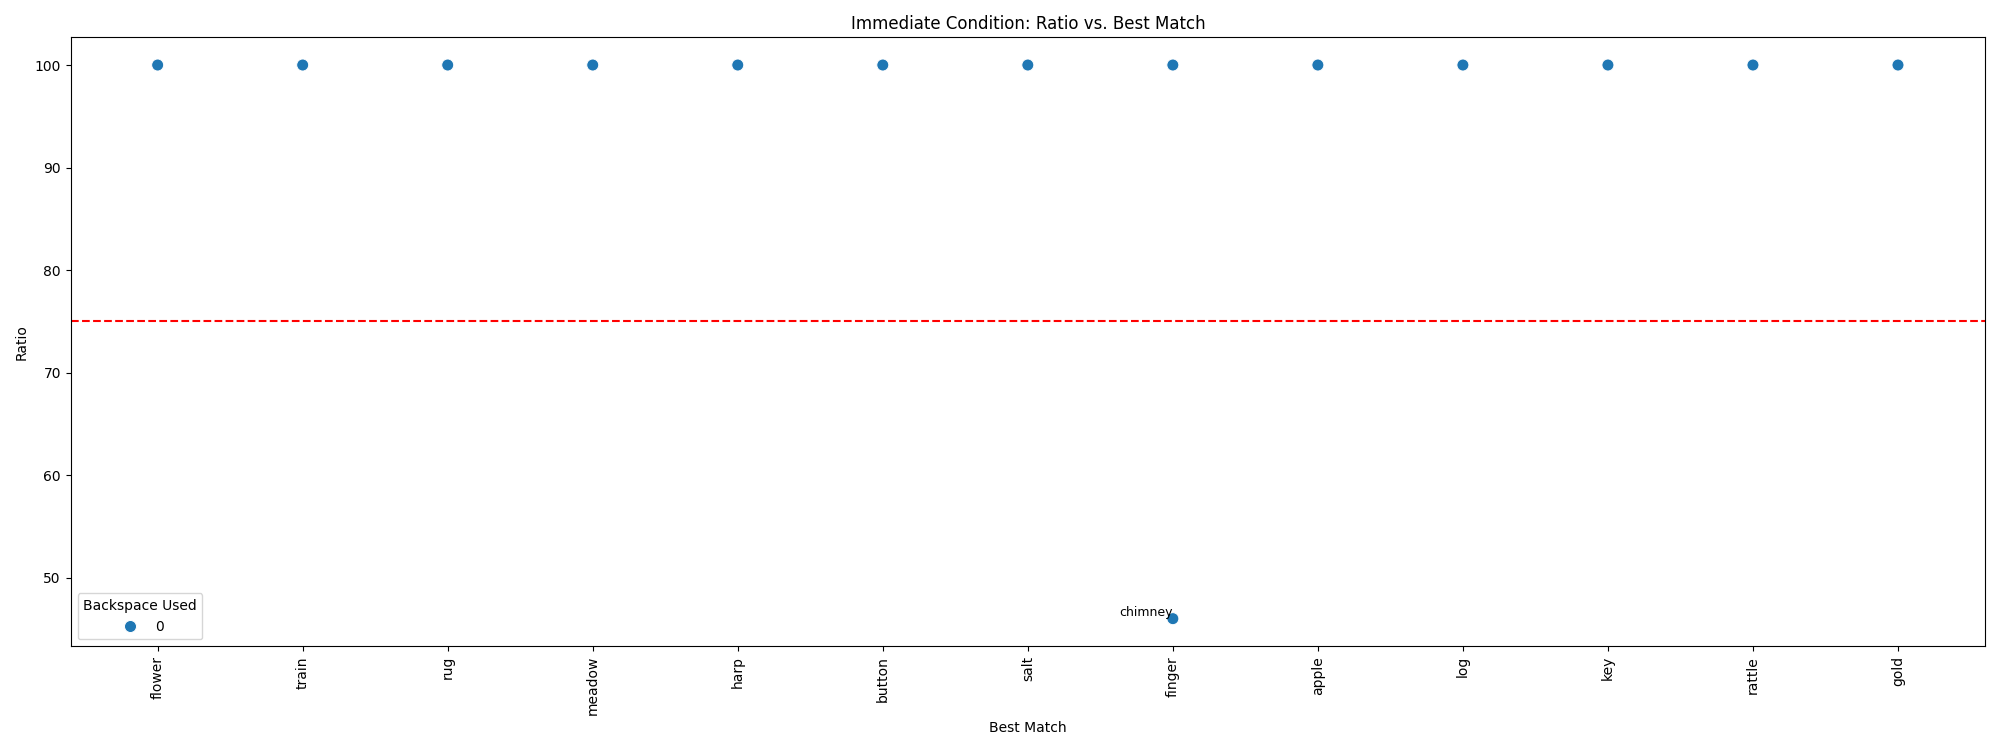 Immediate Condition: Ratio vs. Best Match
100
90
80
70
60
50
Ratio
chimney
Backspace Used
0
flower
train
rug
meadow
harp
button
salt
finger
apple
log
key
rattle
gold
Best Match